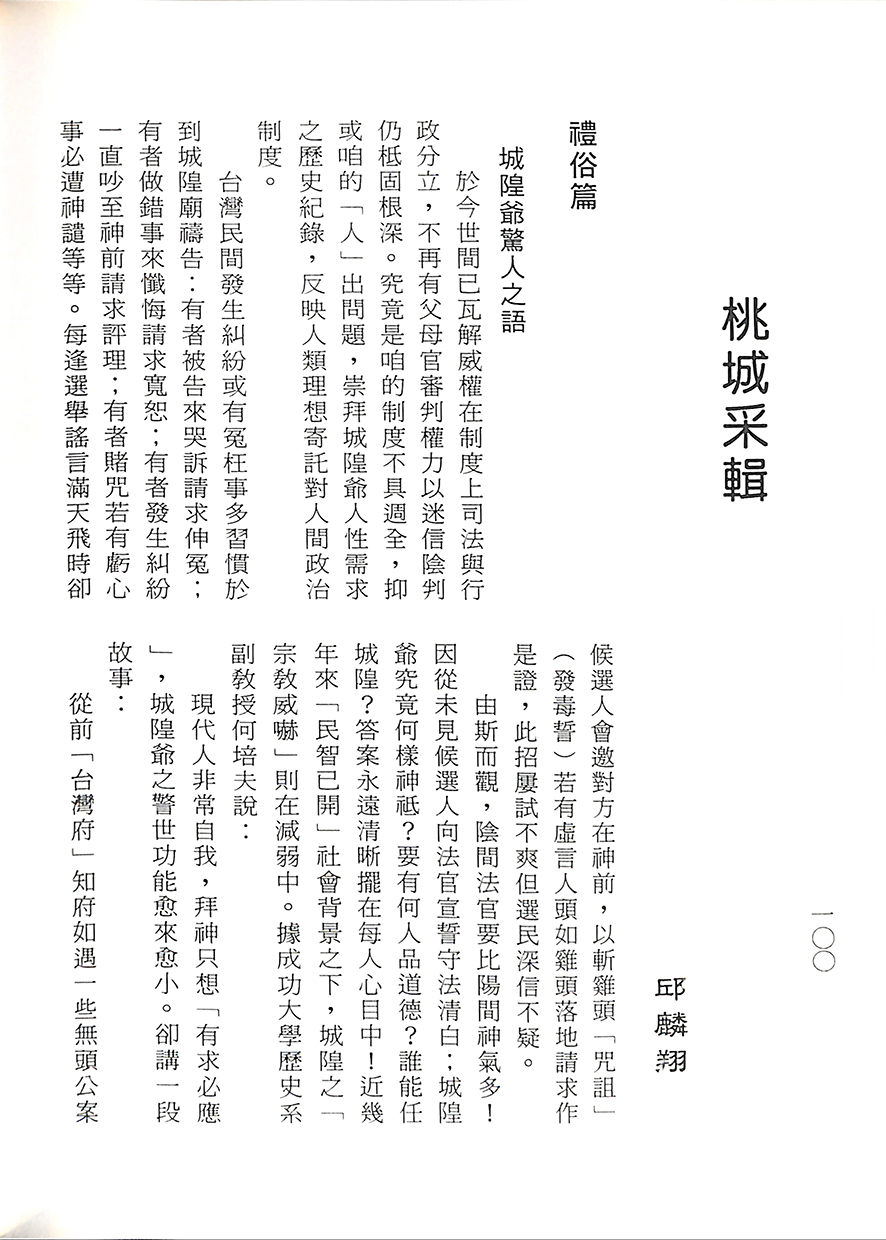 一〇〇
桃城采輯
邱麟翔
禮俗篇
城隍爺驚人之語
於今世間已瓦解威權在制度上司法與行
政分立，不再有父母官審判權力以迷信陰判
仍柢固根深。究竟是咱的制度不具週全，抑
或咱的「人」出問題，崇拜城隍爺人性需求
之歷史紀錄，反映人類理想寄託對人間政治
制度。
台灣民間發生糾紛或有冤枉事多習慣於
到城隍廟禱告：有者被告來哭訴請求伸冤；
有者做錯事來懺悔請求寬恕；有者發生糾紛
一直吵至神前請求評理；有者賭咒若有虧心
事必遭神譴等等。每逢選舉謠言滿天飛時卻
候選人會邀對方在神前，以斬雞頭「咒詛」
（發毒誓）若有虛言人頭如雞頭落地請求作
是證，此招屢試不爽但選民深信不疑。
由斯而觀，陰間法官要比陽間神氣多！
因從未見候選人向法官宣誓守法清白；城隍
爺究竟何樣神祗？要有何人品道德？誰能任
城隍？答案永遠清晰擺在每人心目中！近幾
年來「民智已開」社會背景之下，城隍之「
宗教威嚇」則在減弱中。據成功大學歷史系
副教授何培夫說：
現代人非常自我，拜神只想「有求必應
」，城隍爺之警世功能愈來愈小。卻講一段
故事：
從前「台灣府」知府如遇一些無頭公案